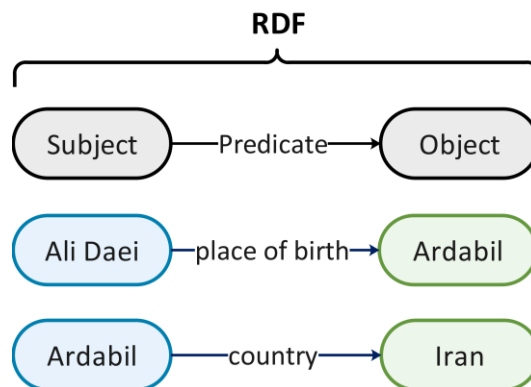 RDF
Subject Predicate Object
Ali Daei place of birth Ardabil
Ardabil country Iran